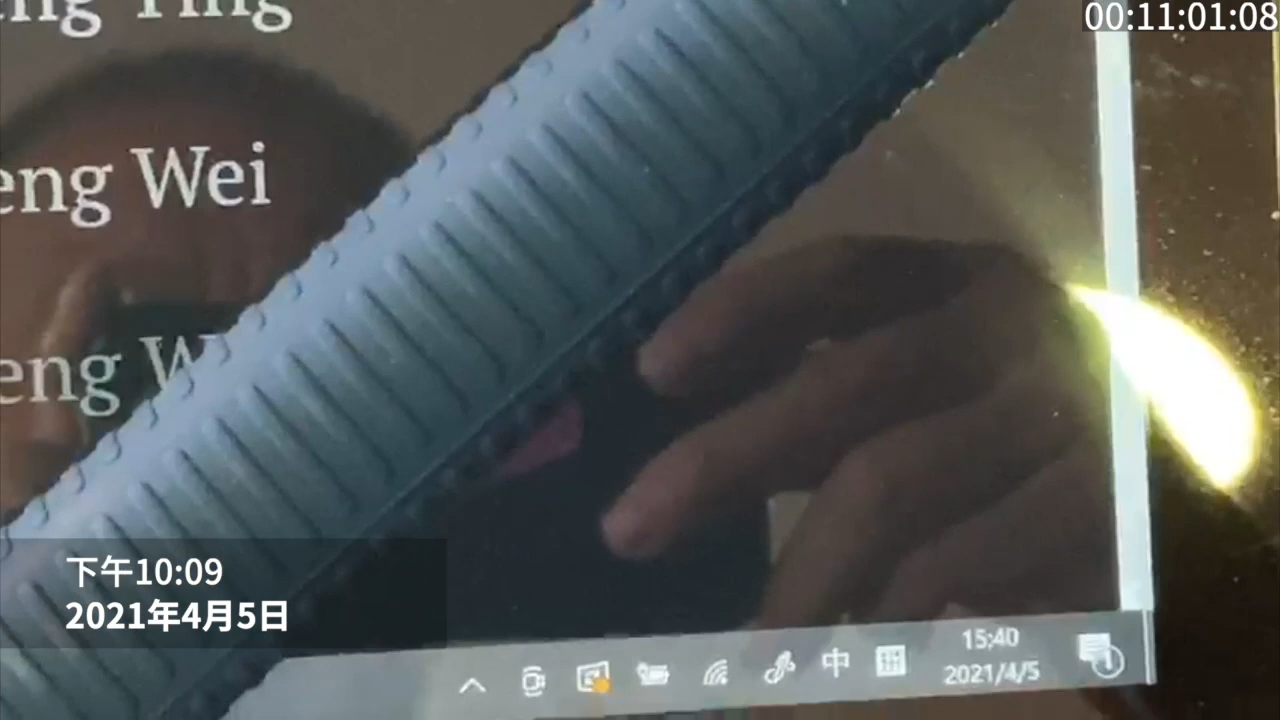 00:11:01:08
eng Ying
eng Wei
eng W
下午10:09
2021年4月5日
中
15:40
2021/4/5
1